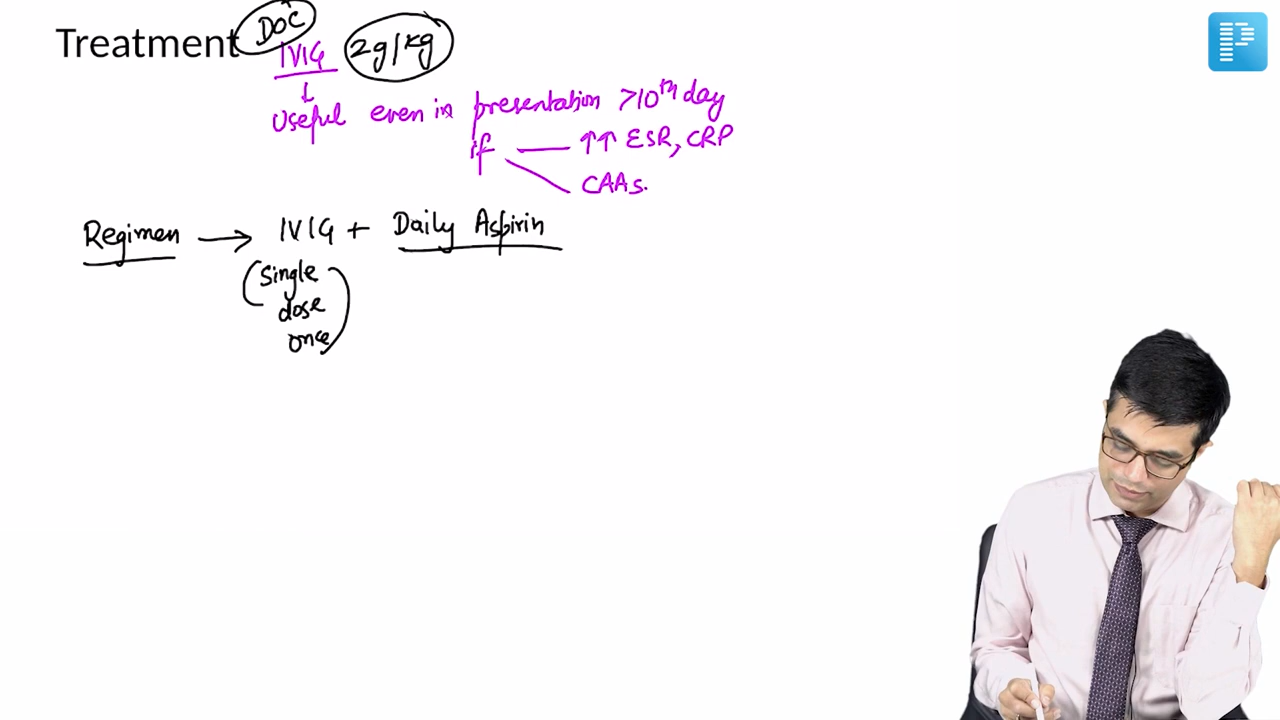 DOC
Treatment
IVIG 2g/kg
↓
Useful even in presentation >10th day
if ↑↑ ESR, CRP
CAAs.
Regimen → IVIG + Daily Aspirin
(Single
dose
once)